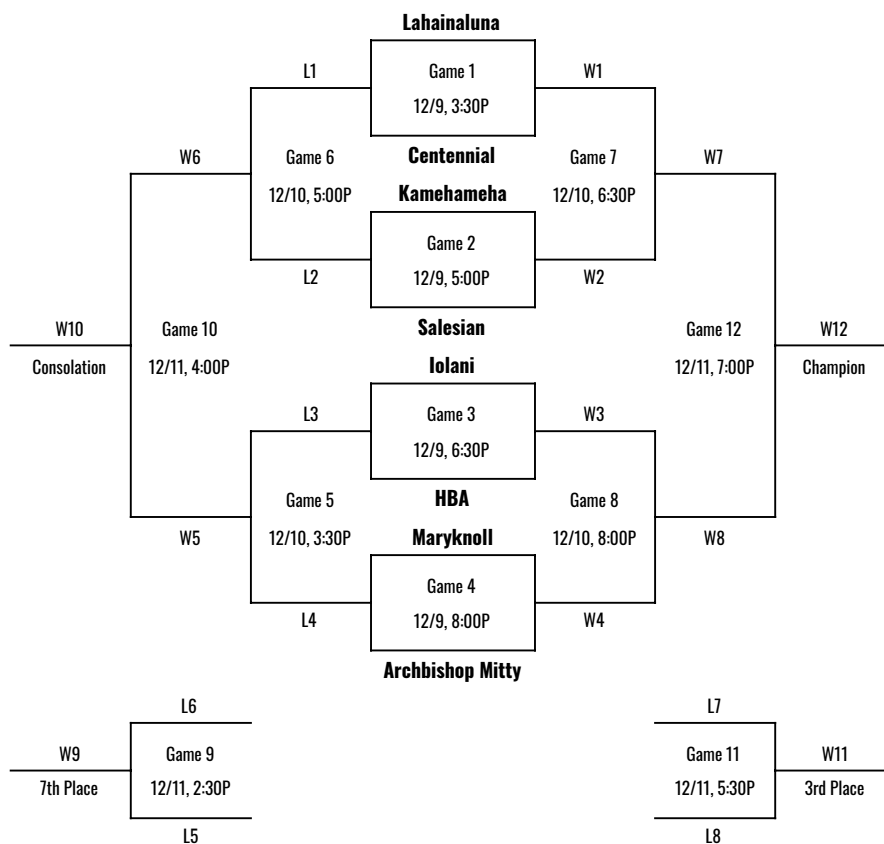 Lahainaluna
L1
Game 1
W1
12/9, 3:30P
W6
Game 6
Centennial
Game 7
W7
12/10, 5:00P
Kamehameha
12/10, 6:30P
Game 2
L2
12/9, 5:00P
W2
W10
Game 10
Salesian
Game 12
W12
Consolation
12/11, 4:00P
Iolani
12/11, 7:00P
Champion
L3
Game 3
W3
12/9, 6:30P
Game 5
HBA
Game 8
W5
12/10, 3:30P
Maryknoll
12/10, 8:00P
W8
Game 4
L4
12/9, 8:00P
W4
Archbishop Mitty
L6
L7
W9
Game 9
Game 11
W11
7th Place
12/11, 2:30P
12/11, 5:30P
3rd Place
L5
L8